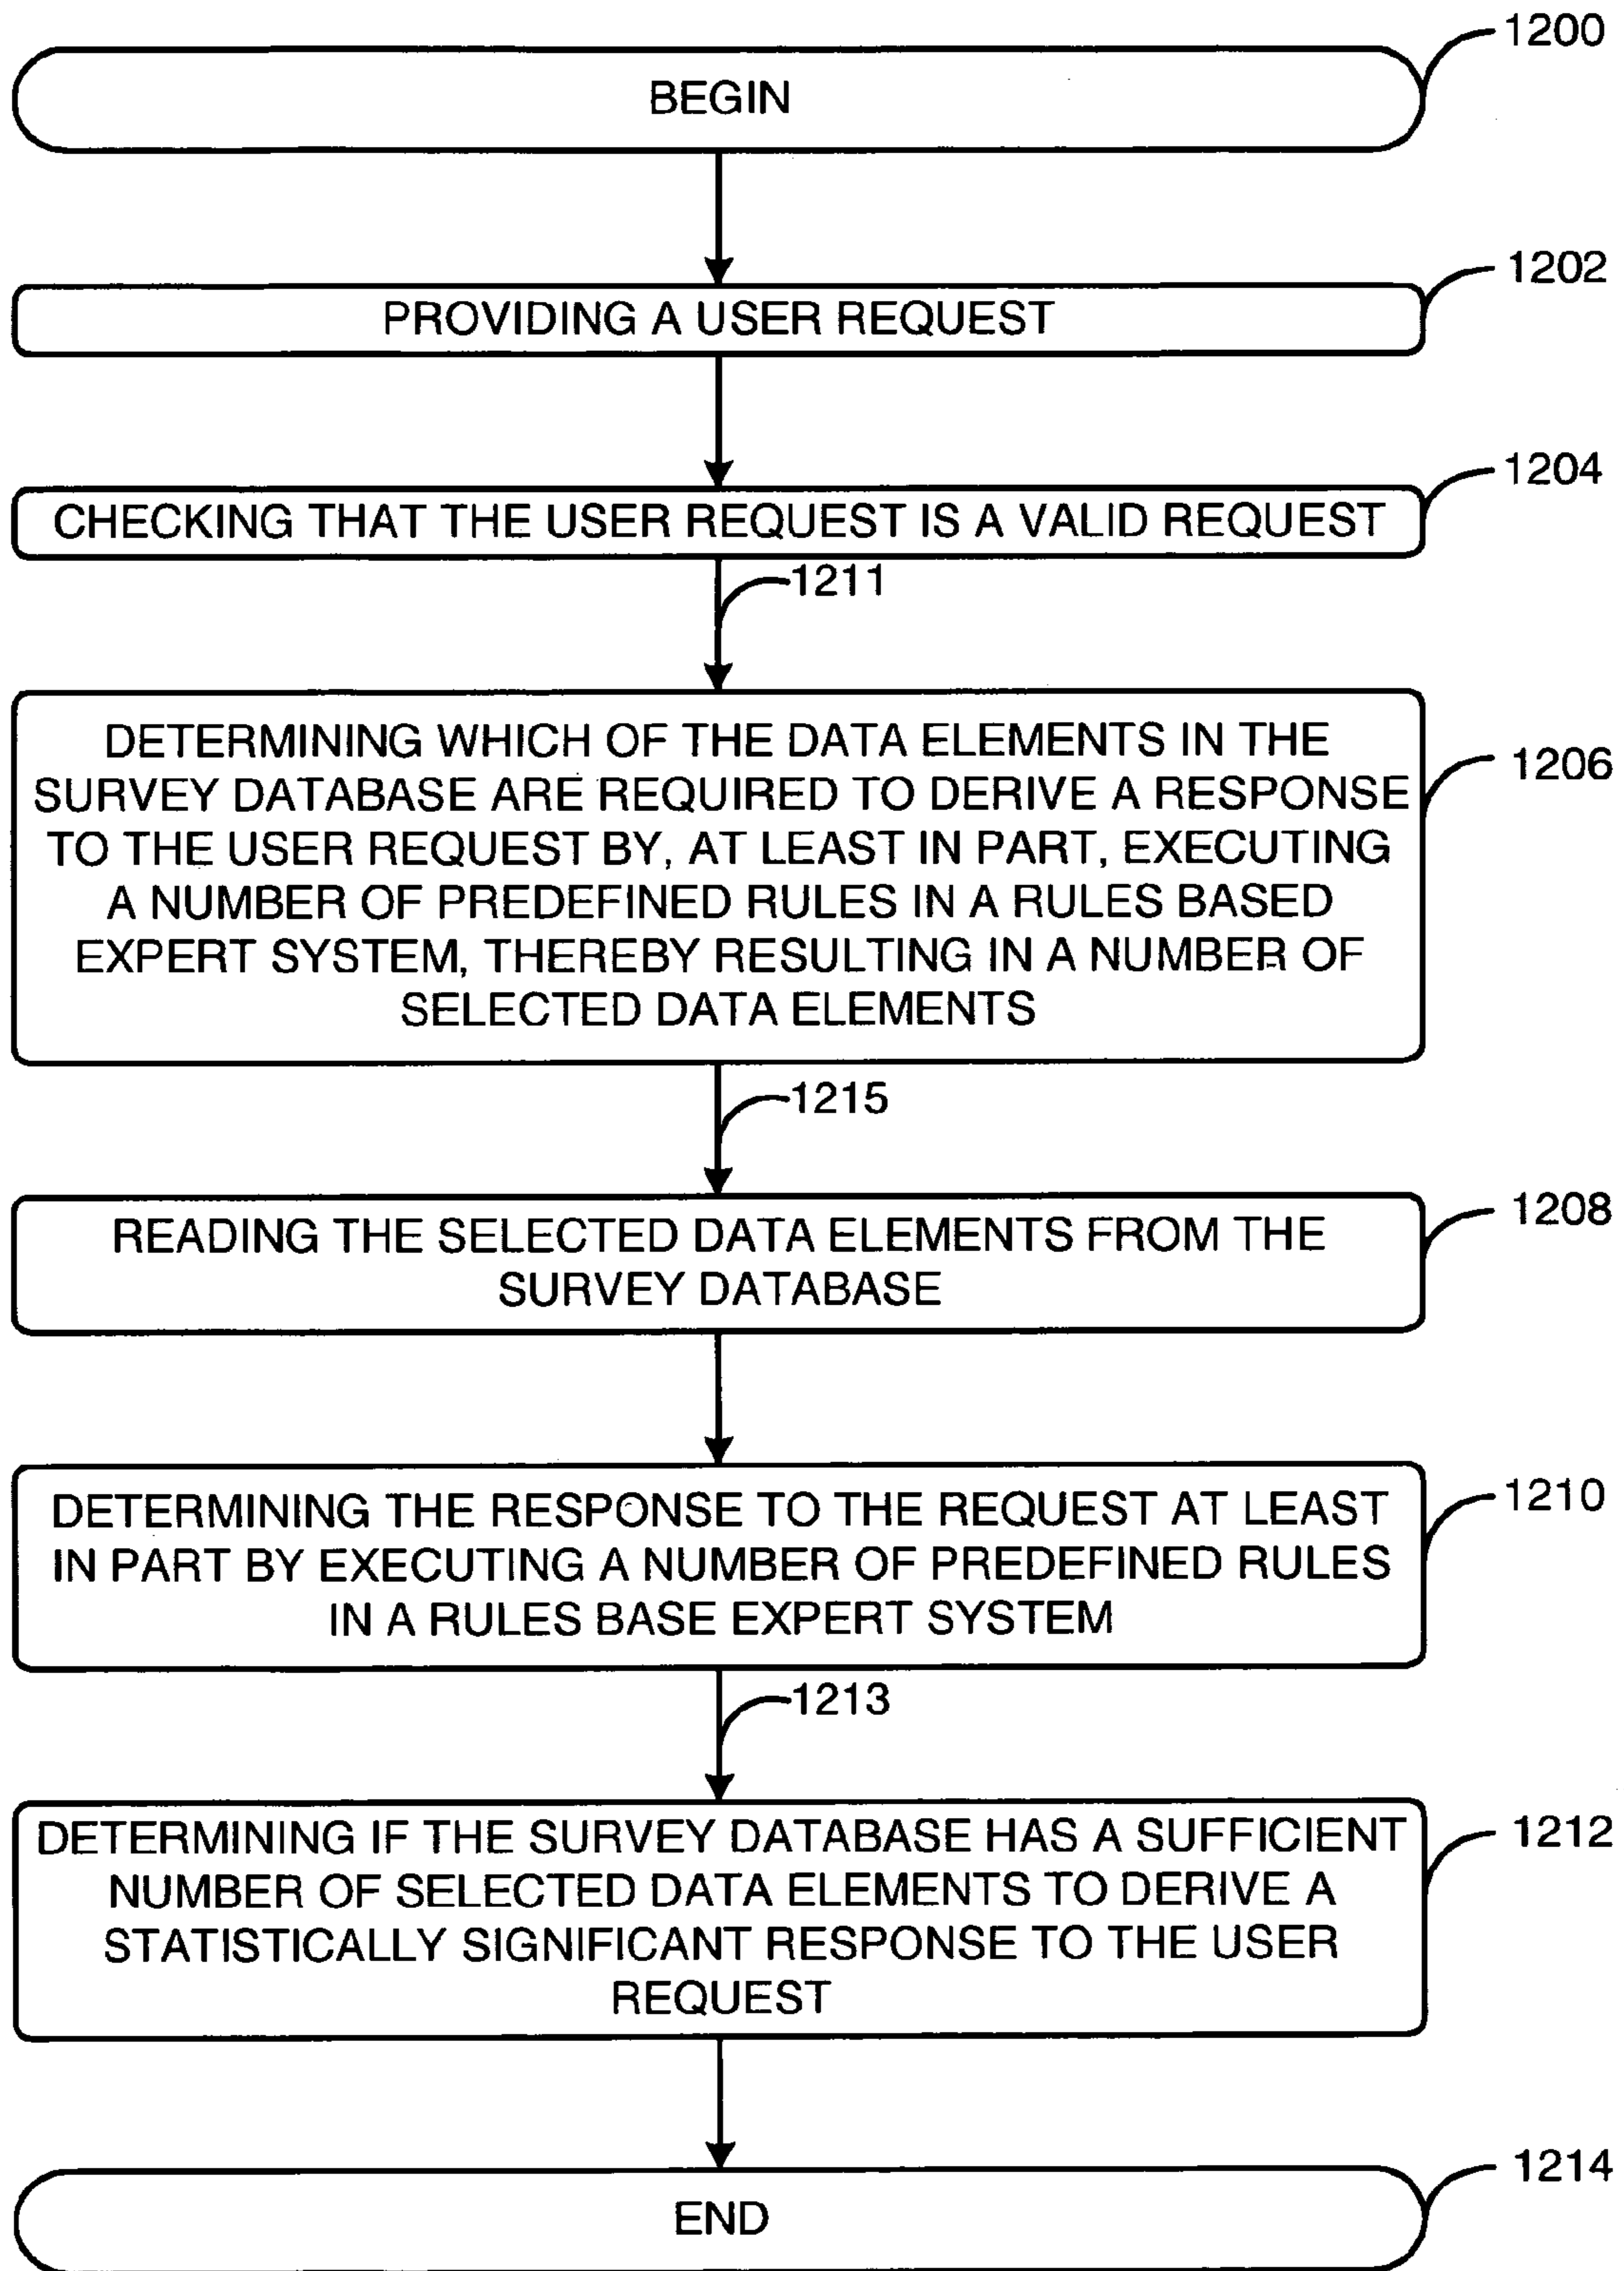 1200
BEGIN
1202
PROVIDING A USER REQUEST
1204
CHECKING THAT THE USER REQUEST IS A VALID REQUEST
1211
DETERMINING WHICH OF THE DATA ELEMENTS IN THE
SURVEY DATABASE ARE REQUIRED TO DERIVE A RESPONSE
TO THE USER REQUEST BY, AT LEAST IN PART, EXECUTING
A NUMBER OF PREDEFINED RULES IN A RULES BASED
EXPERT SYSTEM, THEREBY RESULTING IN A NUMBER OF
SELECTED DATA ELEMENTS
1206
1215
READING THE SELECTED DATA ELEMENTS FROM THE
SURVEY DATABASE
1208
DETERMINING THE RESPONSE TO THE REQUEST AT LEAST
IN PART BY EXECUTING A NUMBER OF PREDEFINED RULES
IN A RULES BASE EXPERT SYSTEM
1210
1213
DETERMINING IF THE SURVEY DATABASE HAS A SUFFICIENT
NUMBER OF SELECTED DATA ELEMENTS TO DERIVE A
STATISTICALLY SIGNIFICANT RESPONSE TO THE USER
REQUEST
1212
1214
END